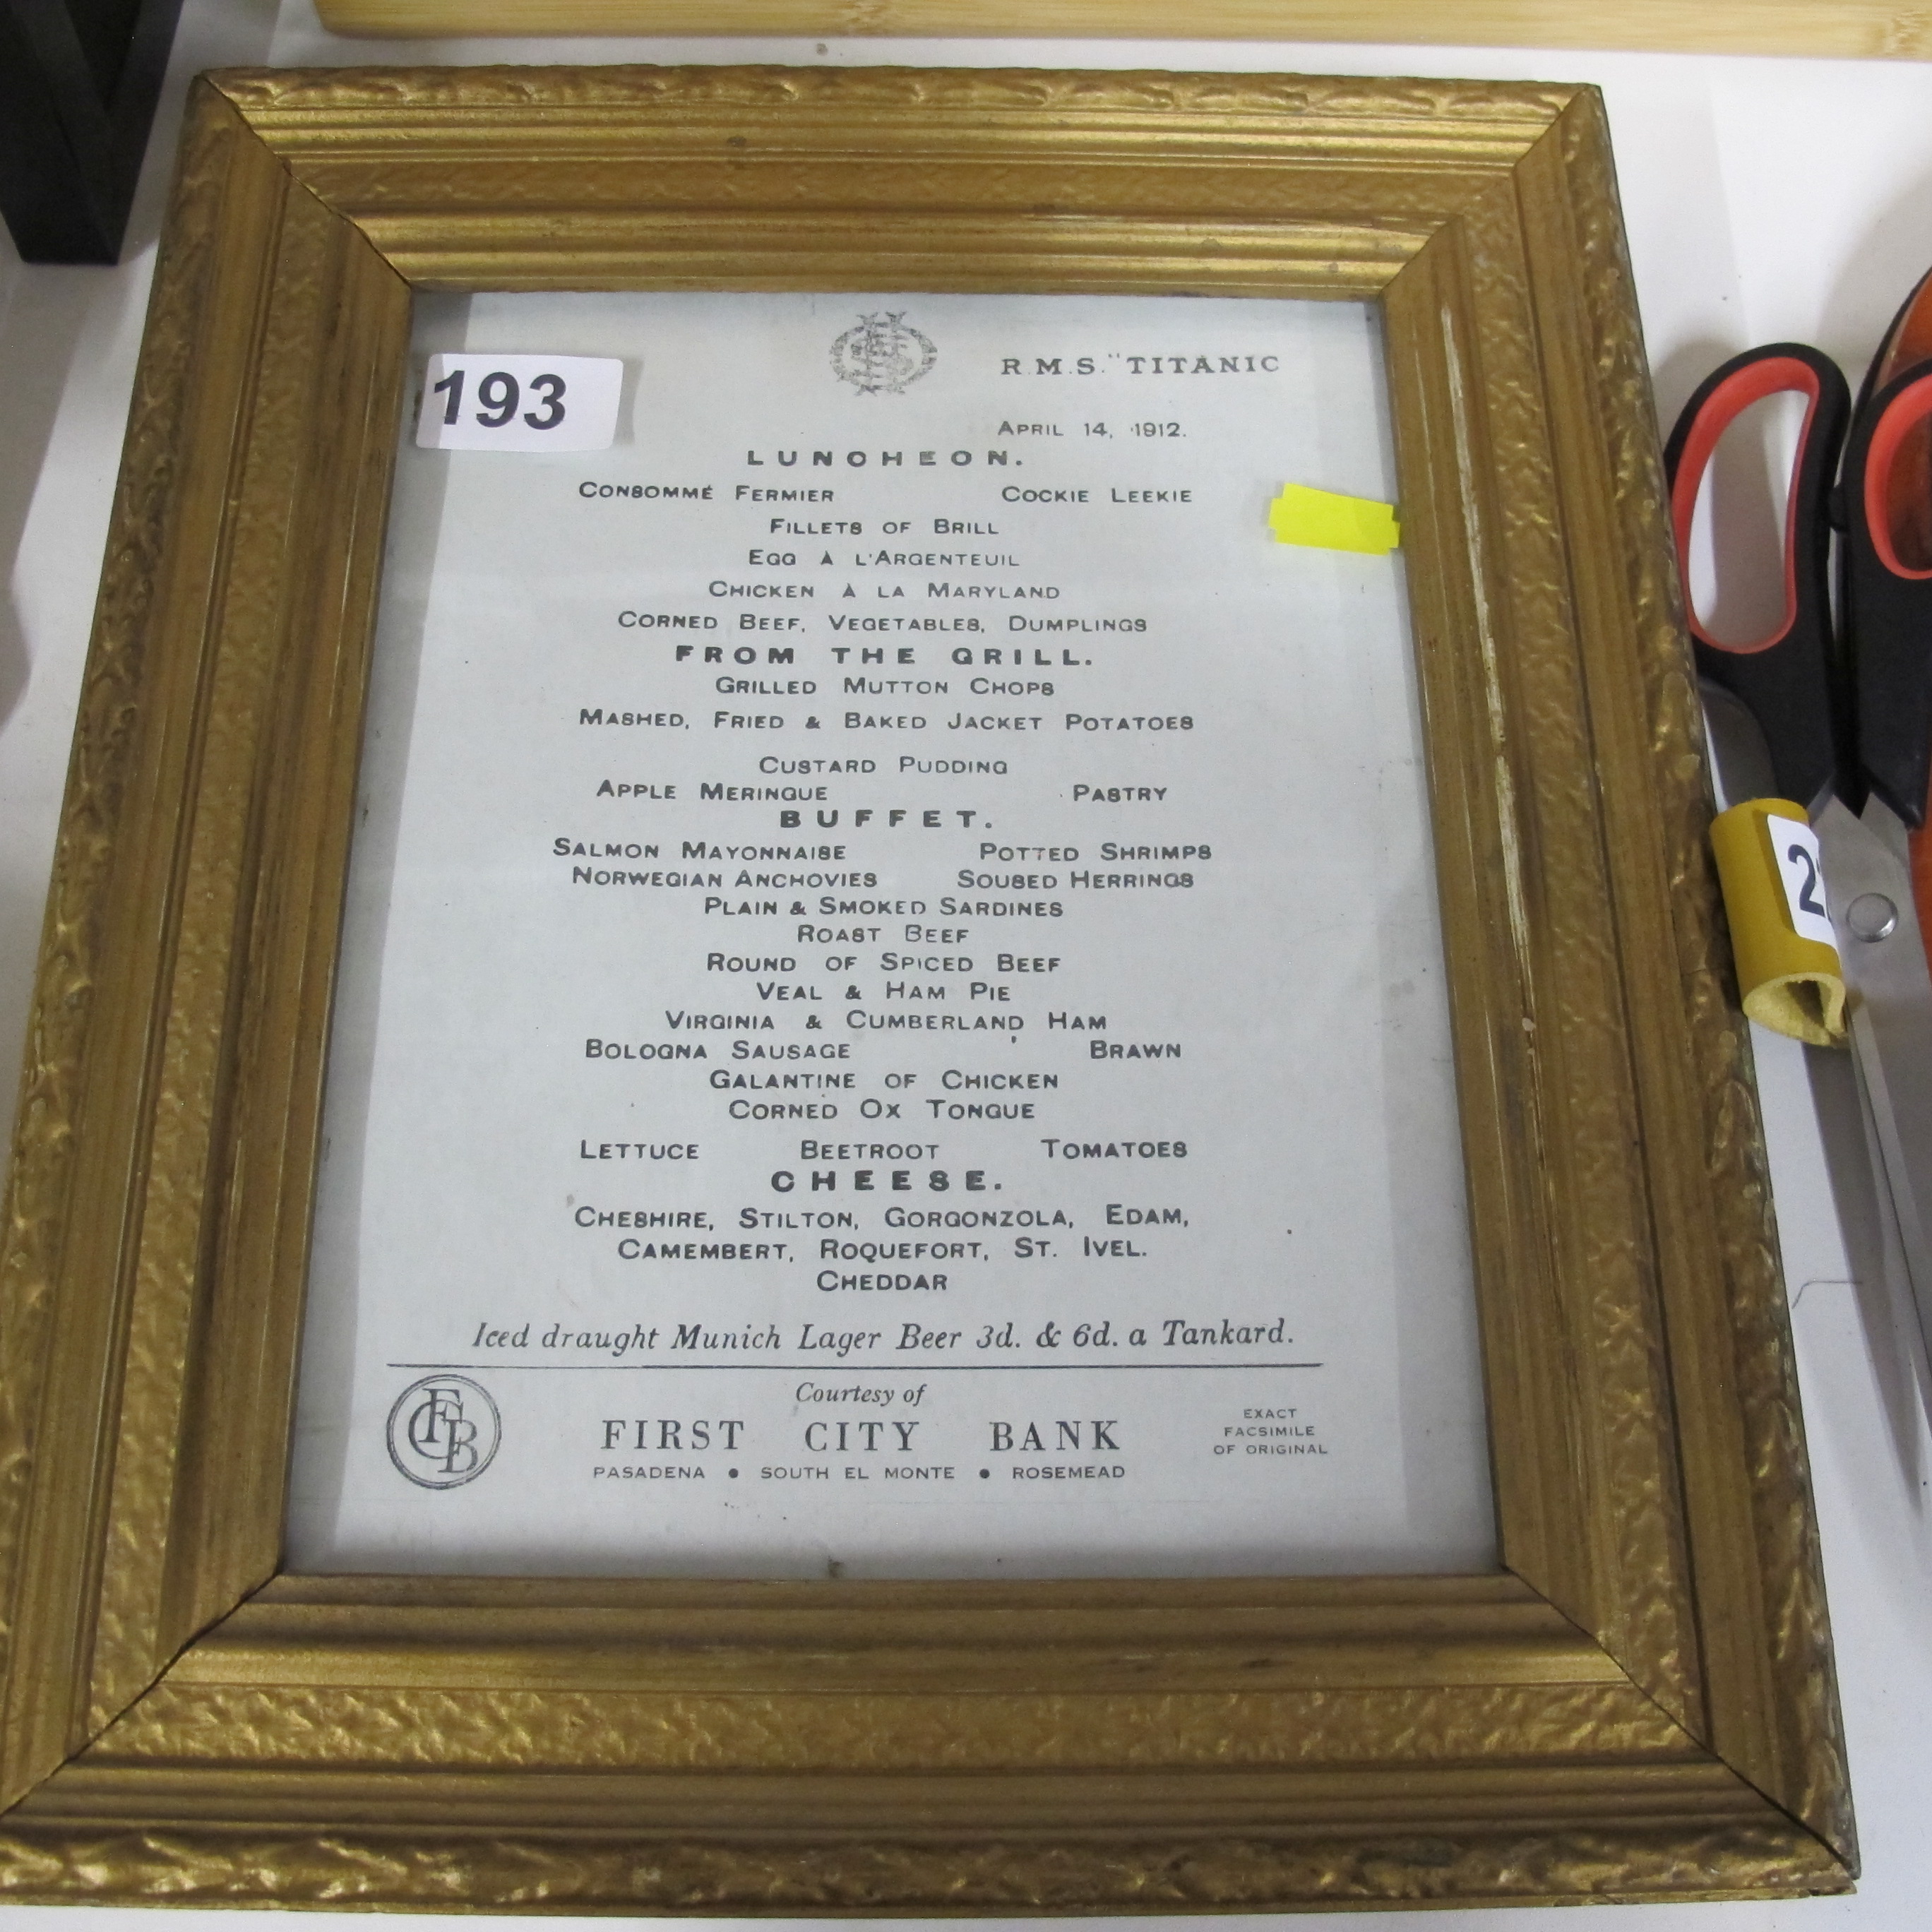 193
R.M.S. "TITANIC
APRIL 14, 1912.
LUNCHEON.
CONSOMMÉ FERMIER COCKIE LEEKIE
FILLETS OF BRILL
EGG À L'ARGENTEUIL
CHICKEN À LA MARYLAND
CORNED BEEF, VEGETABLES, DUMPLINGS
FROM THE GRILL.
GRILLED MUTTON CHOPS
MASHED, FRIED & BAKED JACKET POTATOES
CUSTARD PUDDING
APPLE MERINGUE PASTRY
BUFFET.
SALMON MAYONNAISE POTTED SHRIMPS
NORWEGIAN ANCHOVIES SOUSED HERRINGS
PLAIN & SMOKED SARDINES
ROAST BEEF
ROUND OF SPICED BEEF
VEAL & HAM PIE
VIRGINIA & CUMBERLAND HAM
BOLOGNA SAUSAGE BRAWN
GALANTINE OF CHICKEN
CORNED OX TONGUE
LETTUCE BEETROOT TOMATOES
CHEESE.
CHESHIRE, STILTON, GORGONZOLA, EDAM,
CAMEMBERT, ROQUEFORT, ST. IVEL.
CHEDDAR
Iced draught Munich Lager Beer 3d. & 6d. a Tankard.
Courtesy of
FCB FIRST CITY BANK
PASADENA • SOUTH EL MONTE • ROSEMEAD
EXACT
FACSIMILE
OF ORIGINAL